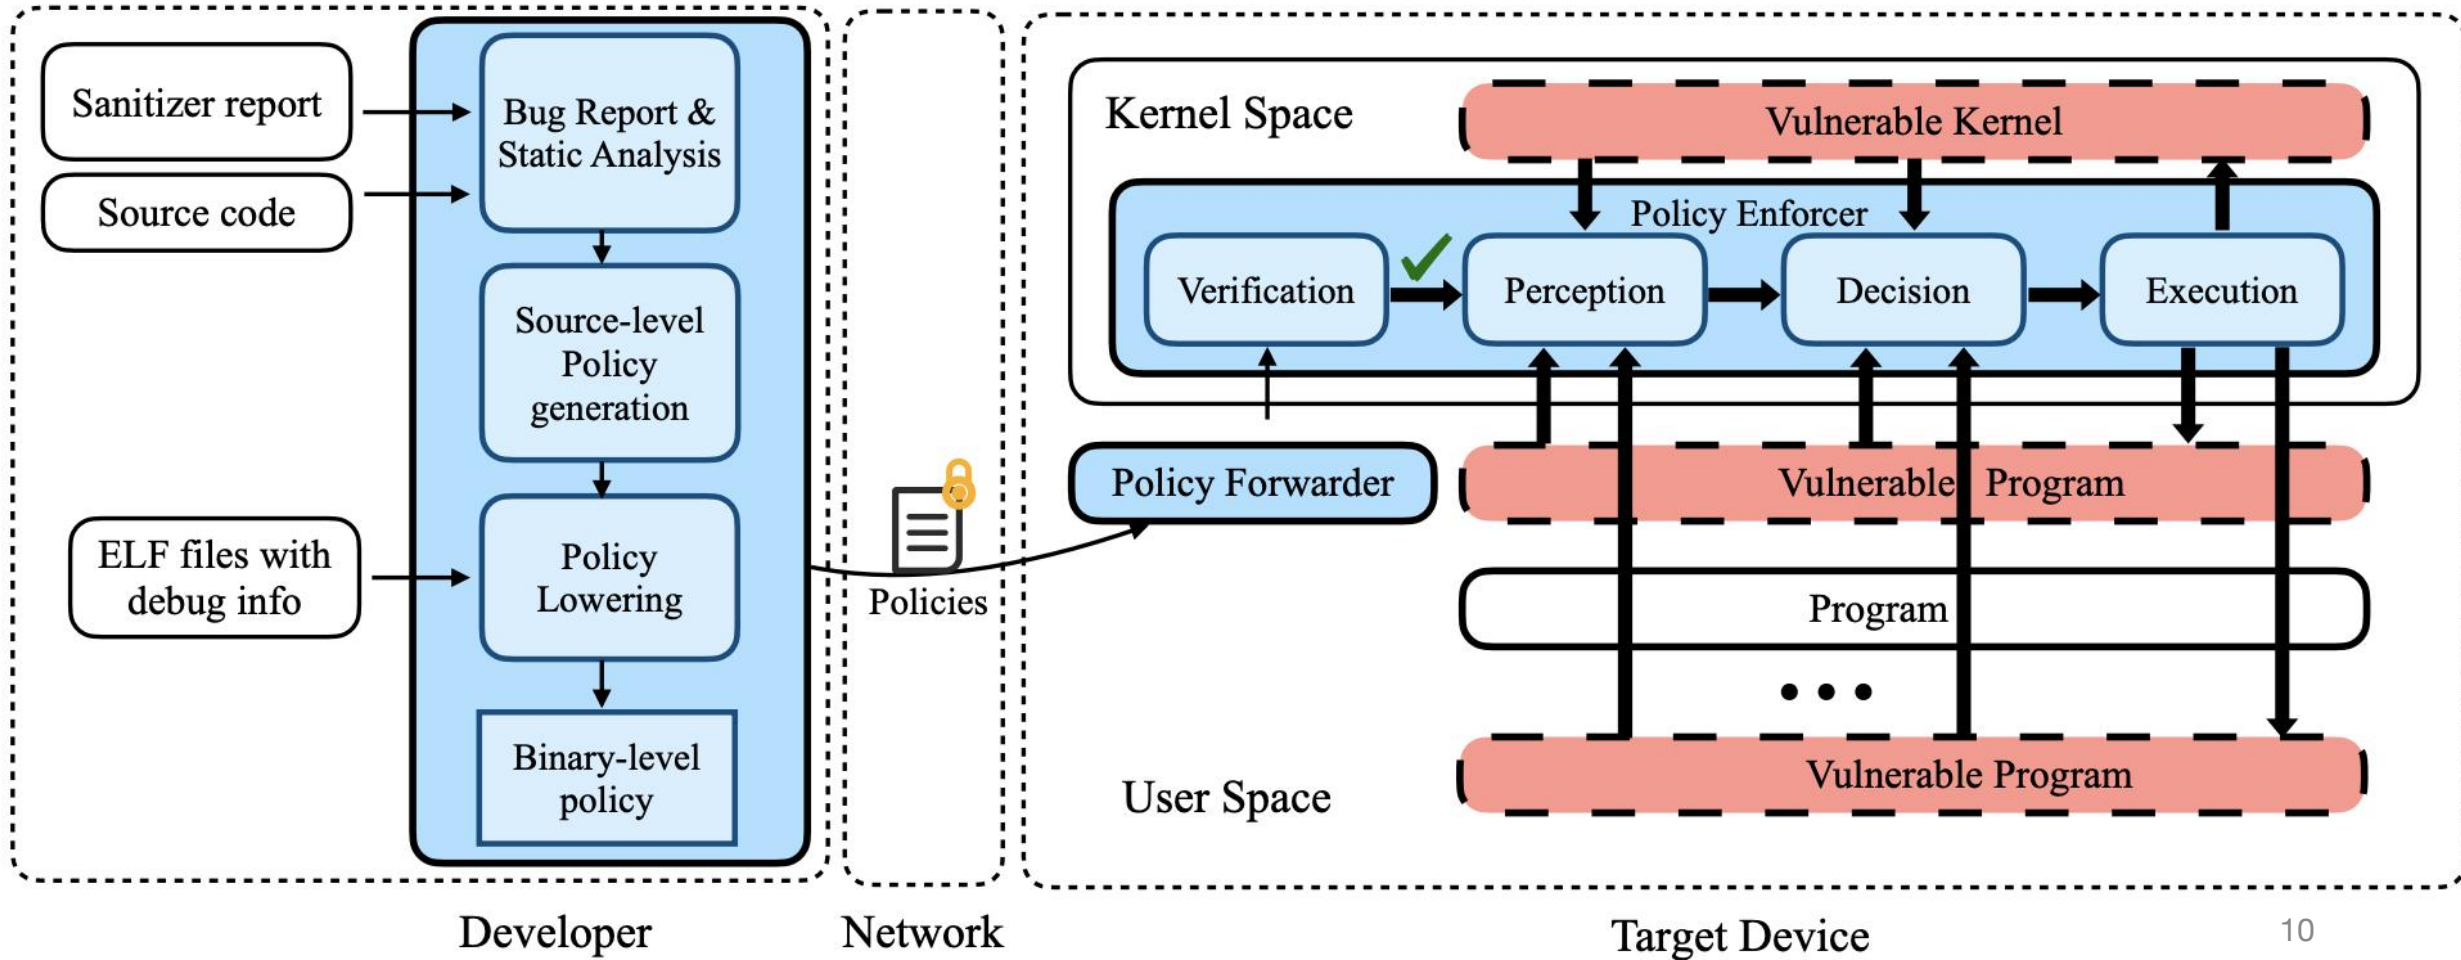 Sanitizer report
Source code
ELF files with
debug info
Bug Report &
Static Analysis
Source-level
Policy
generation
Policy
Lowering
Binary-level
policy
Developer
Policies
Network
Kernel Space
Vulnerable Kernel
Policy Enforcer
Verification
Perception
Decision
Execution
Policy Forwarder
Vulnerable Program
Program
Vulnerable Program
User Space
Target Device
10